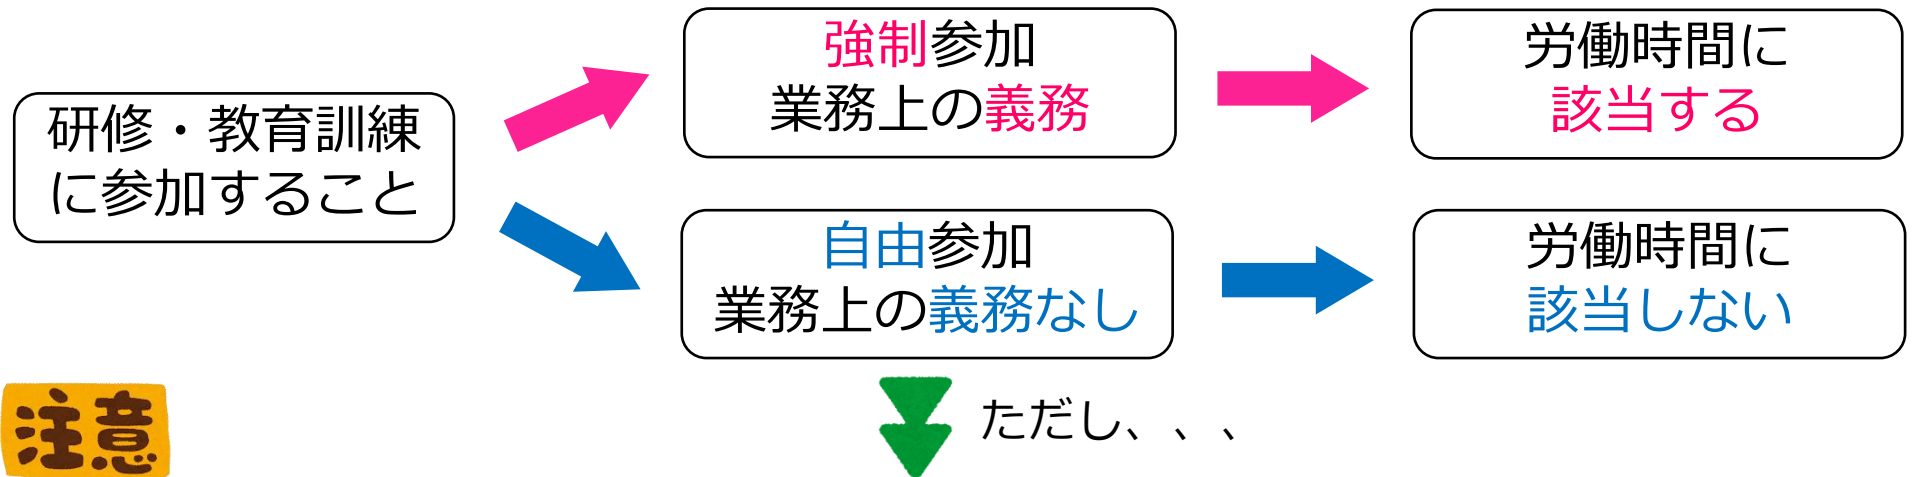 研修・教育訓練
に参加すること
強制参加
業務上の義務
労働時間に
該当する
自由参加
業務上の義務なし
労働時間に
該当しない
注意
ただし、、、